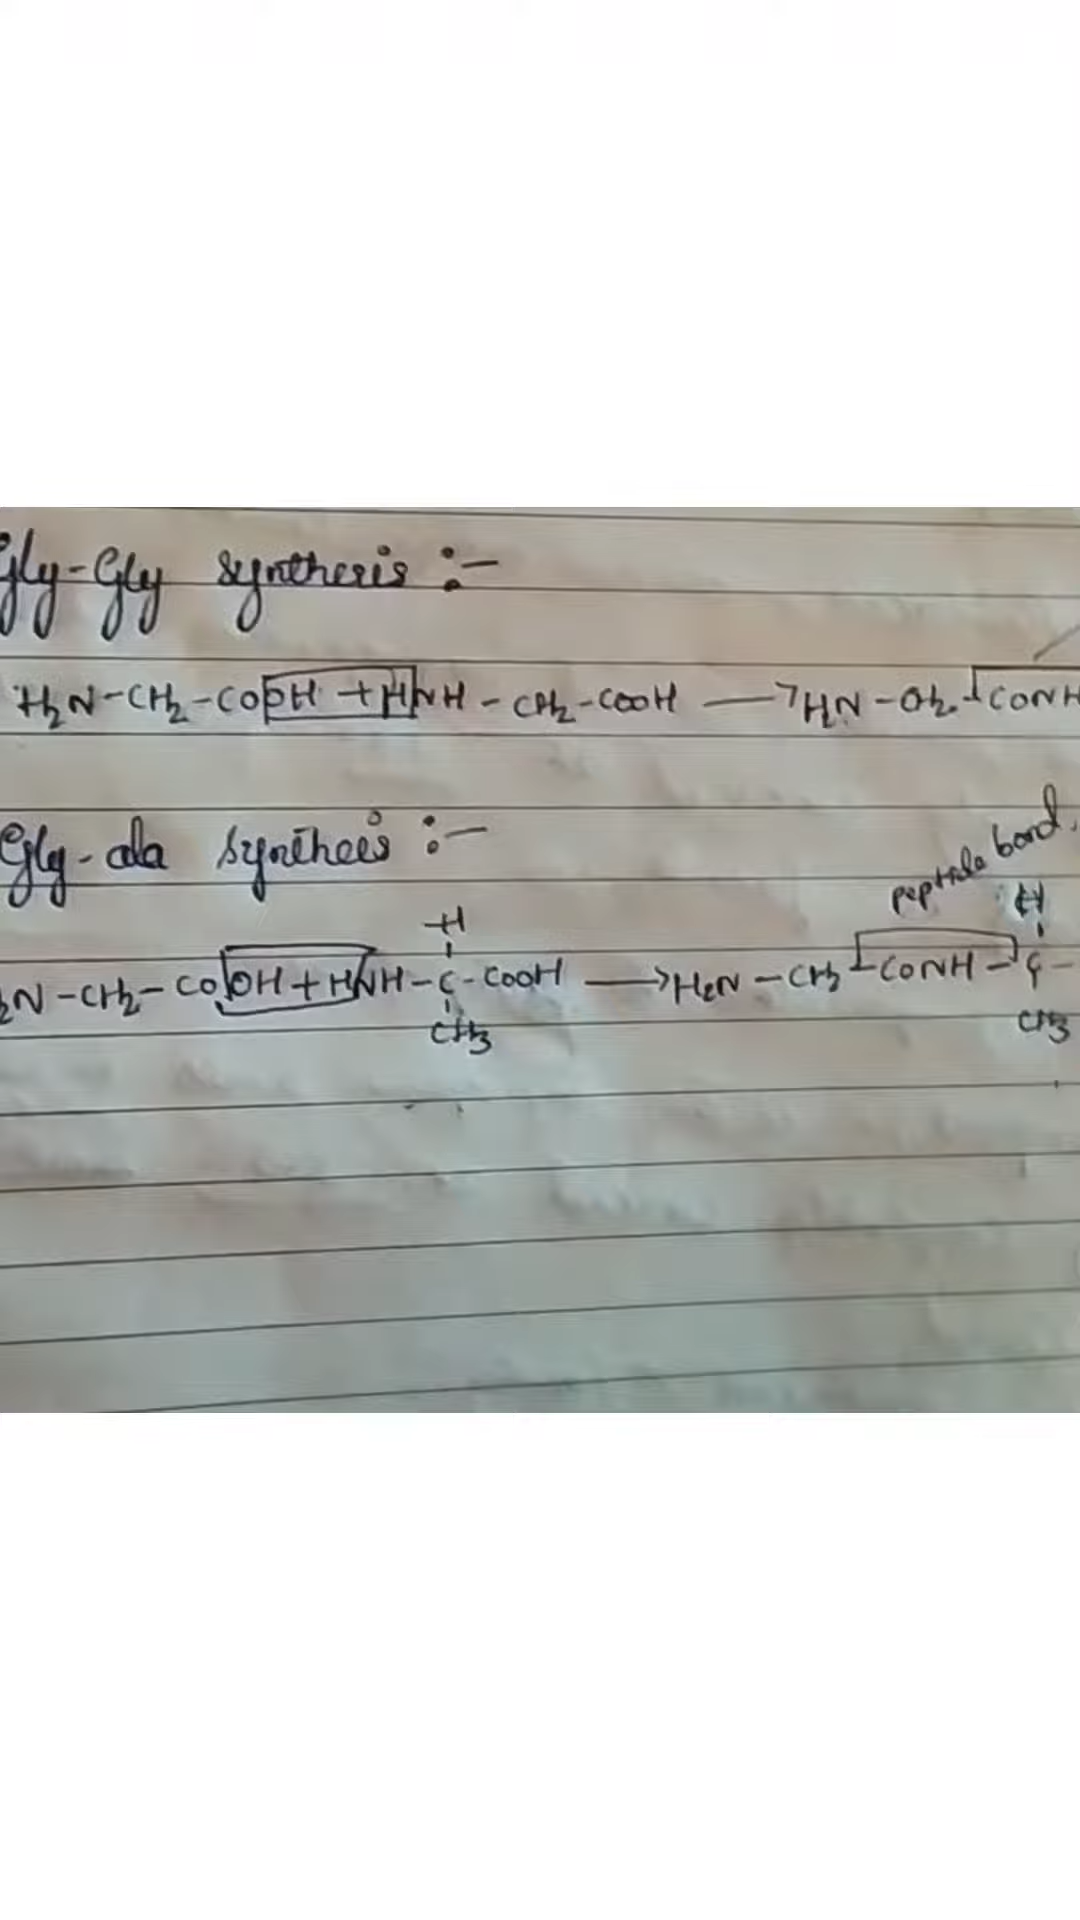 Gly-Gly synthesis :-
H₂N-CH₂-COOH + HNH - CH₂-COOH → H₂N - CH₂ - CONH
Gly- ala synthesis :-
peptide bond.
H H
₂N -CH₂- COOH + HNH - C - COOH → H₂N - CH₂ - CONH - C -
CH₃ CH₃